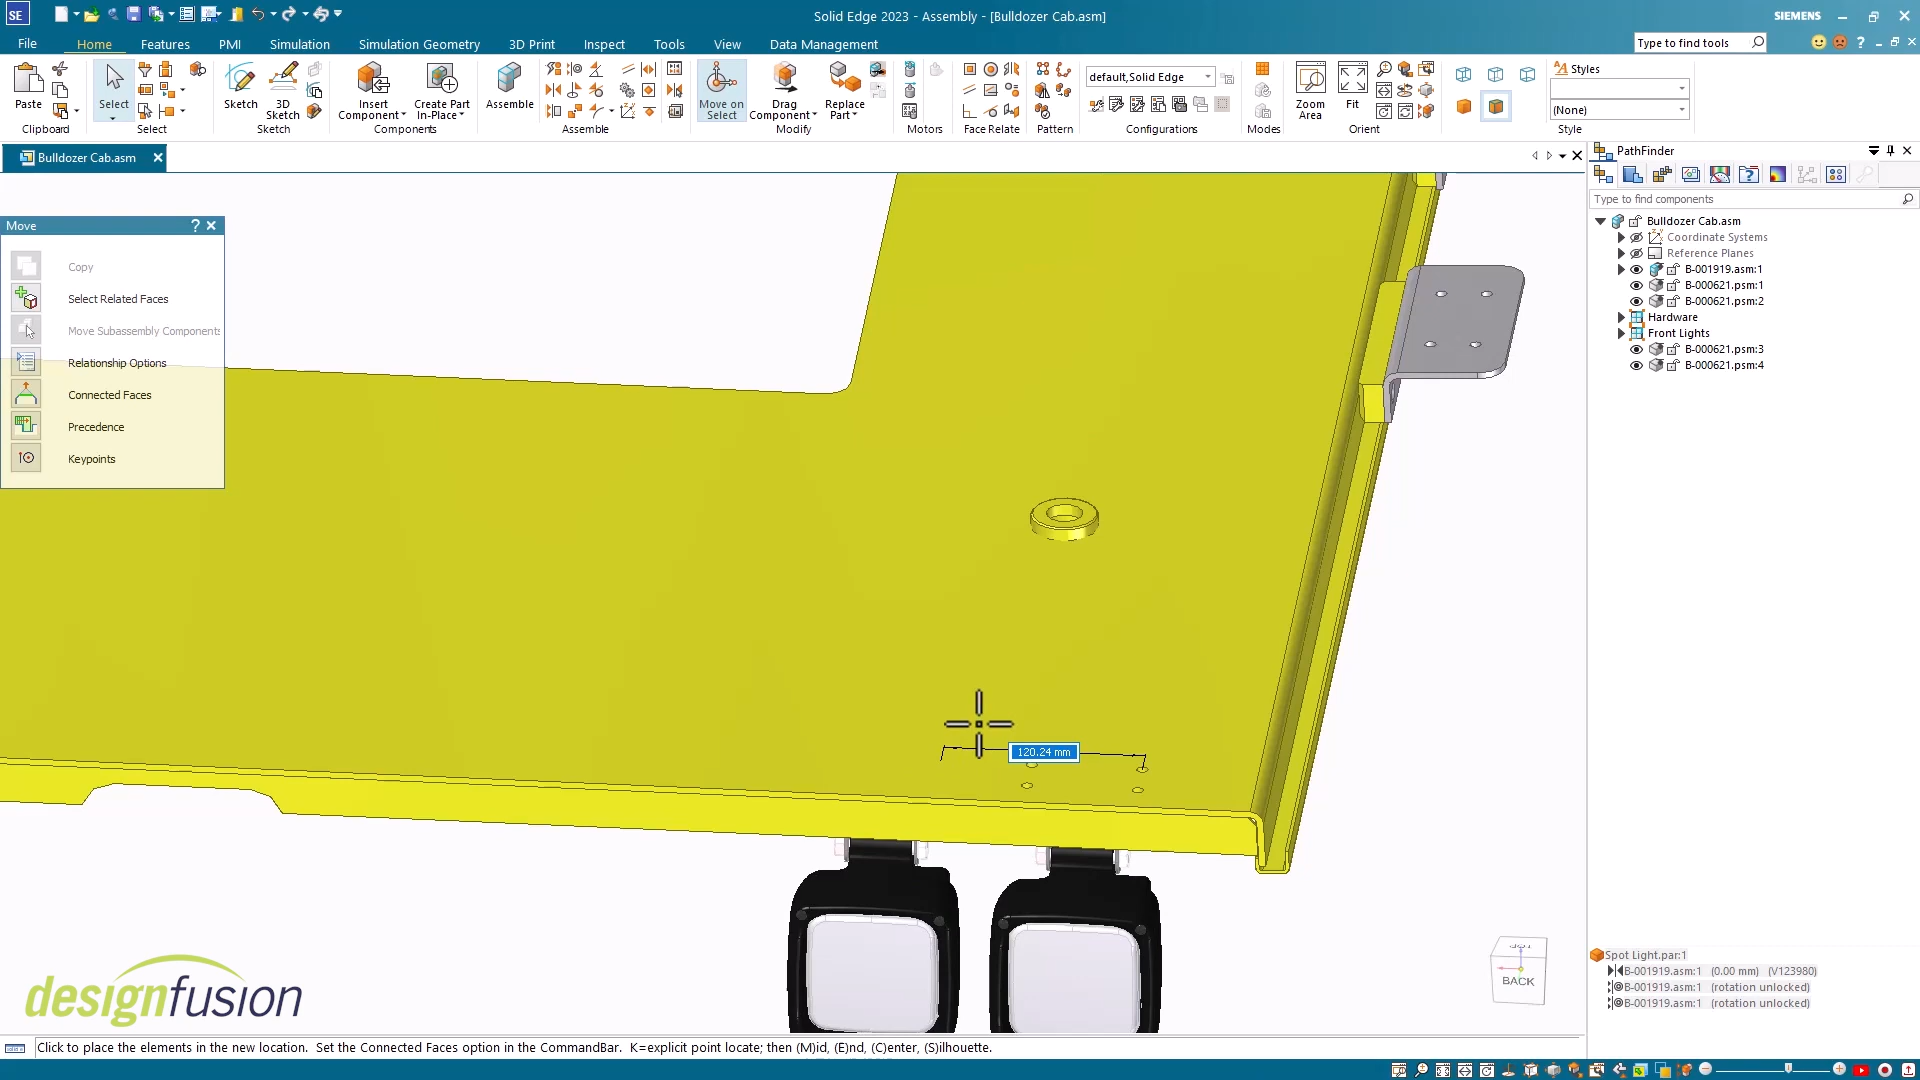 SE
Solid Edge 2023 - Assembly - [Bulldozer Cab.asm]
SIEMENS
File
Home
Features
PMI
Simulation
Simulation Geometry
3D Print
Inspect
Tools
View
Data Management
Type to find tools
Paste
Clipboard
Select
Select
Sketch
3D Sketch
Sketch
Insert Component
Create Part In-Place
Components
Assemble
Assemble
Move on Select
Drag Component
Replace Part
Modify
Motors
Face Relate
Pattern
default,Solid Edge
Configurations
Modes
Zoom Area
Fit
Orient
Styles
(None)
Style
Bulldozer Cab.asm
PathFinder
Type to find components
Bulldozer Cab.asm
Coordinate Systems
Reference Planes
B-001919.asm:1
B-000621.psm:1
B-000621.psm:2
Hardware
Front Lights
B-000621.psm:3
B-000621.psm:4
Move
?
Copy
Select Related Faces
Move Subassembly Components
Relationship Options
Connected Faces
Precedence
Keypoints
120.24 mm
TOP
BACK
designfusion
Spot Light.par:1
B-001919.asm:1 (0.00 mm) (V123980)
B-001919.asm:1 (rotation unlocked)
B-001919.asm:1 (rotation unlocked)
Click to place the elements in the new location. Set the Connected Faces option in the CommandBar. K=explicit point locate; then (M)id, (E)nd, (C)enter, (S)ilhouette.